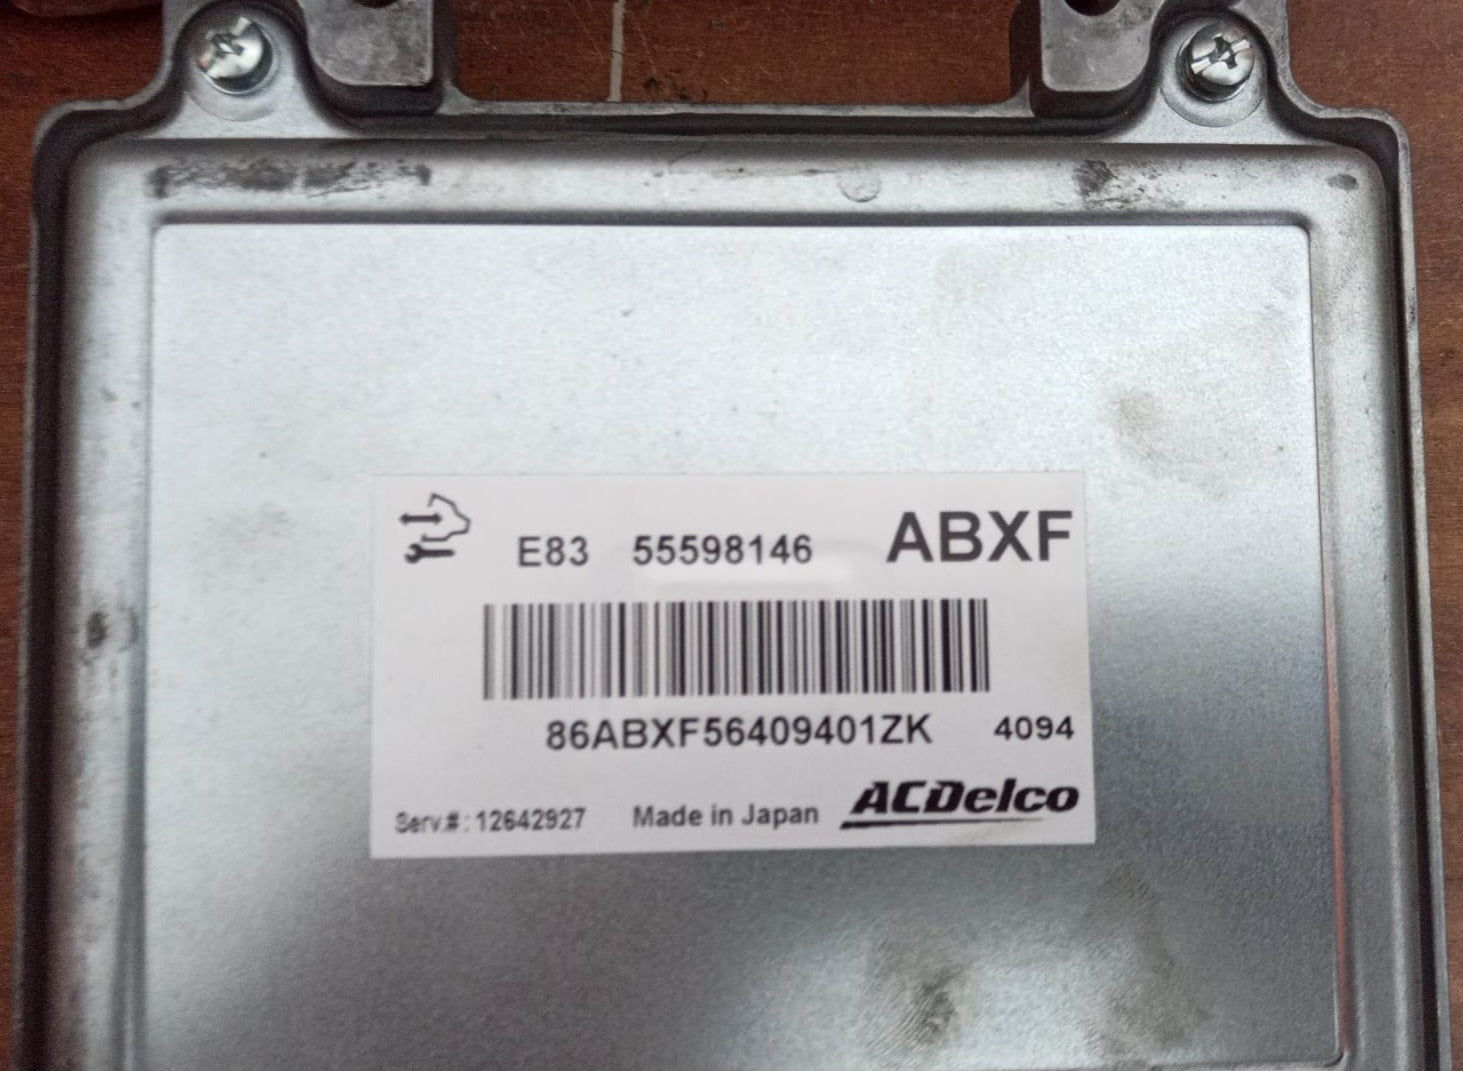 E83 55598146 ABXF
86ABXF56409401ZK 4094
Serv.#: 12642927 Made in Japan ACDelco